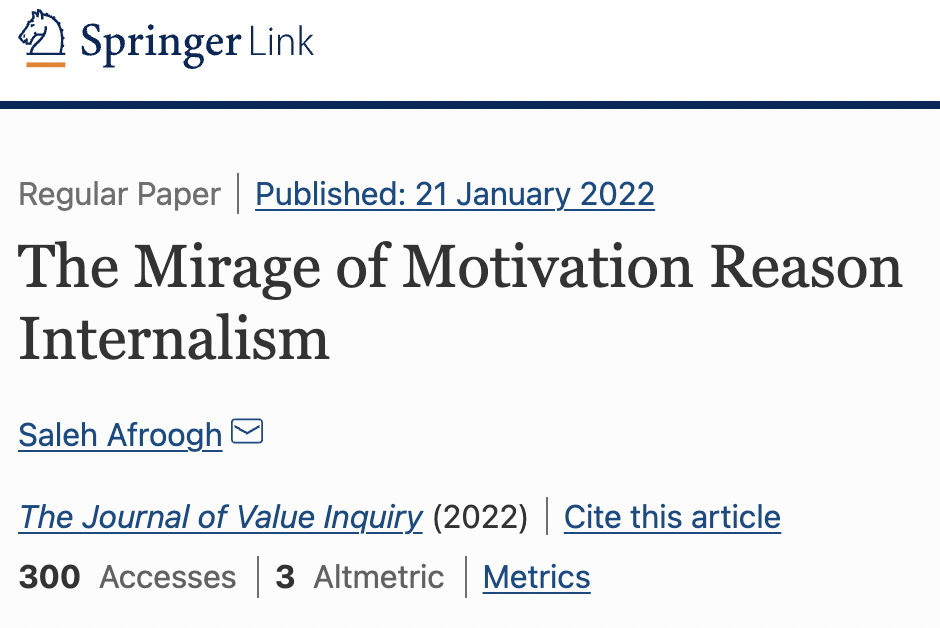 Springer Link
Regular Paper | Published: 21 January 2022
The Mirage of Motivation Reason
Internalism
Saleh Afroogh
The Journal of Value Inquiry (2022) | Cite this article
300 Accesses | 3 Altmetric | Metrics